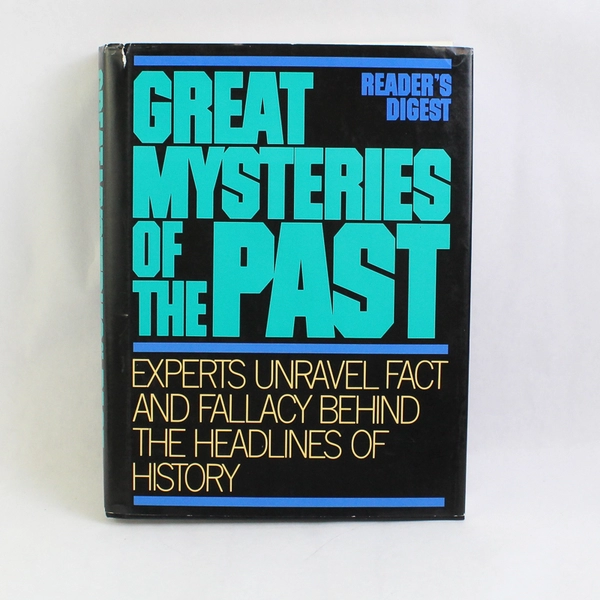 GREAT
READER'S
DIGEST
MYSTERIES
OF
THE PAST
EXPERTS UNRAVEL FACT
AND FALLACY BEHIND
THE HEADLINES OF
HISTORY